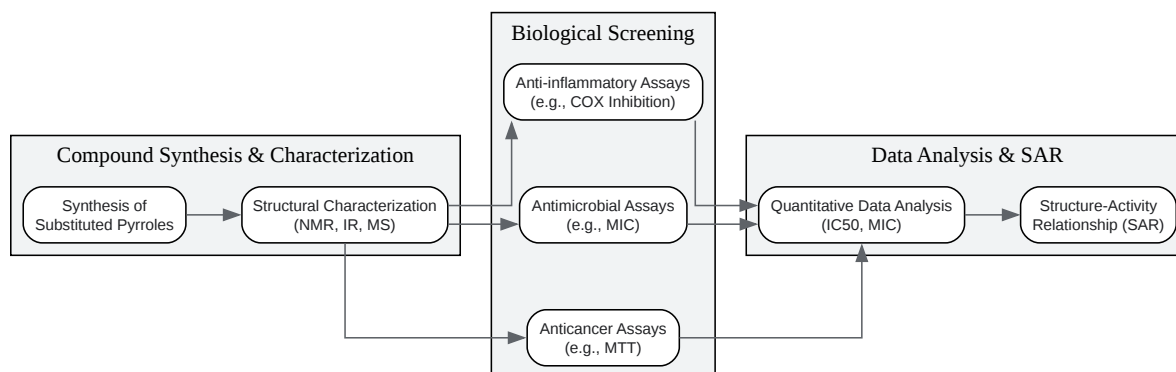 Compound Synthesis & Characterization
Synthesis of
Substituted Pyrroles
Structural Characterization
(NMR, IR, MS)
Biological Screening
Anti-inflammatory Assays
(e.g., COX Inhibition)
Antimicrobial Assays
(e.g., MIC)
Anticancer Assays
(e.g., MTT)
Data Analysis & SAR
Quantitative Data Analysis
(IC50, MIC)
Structure-Activity
Relationship (SAR)